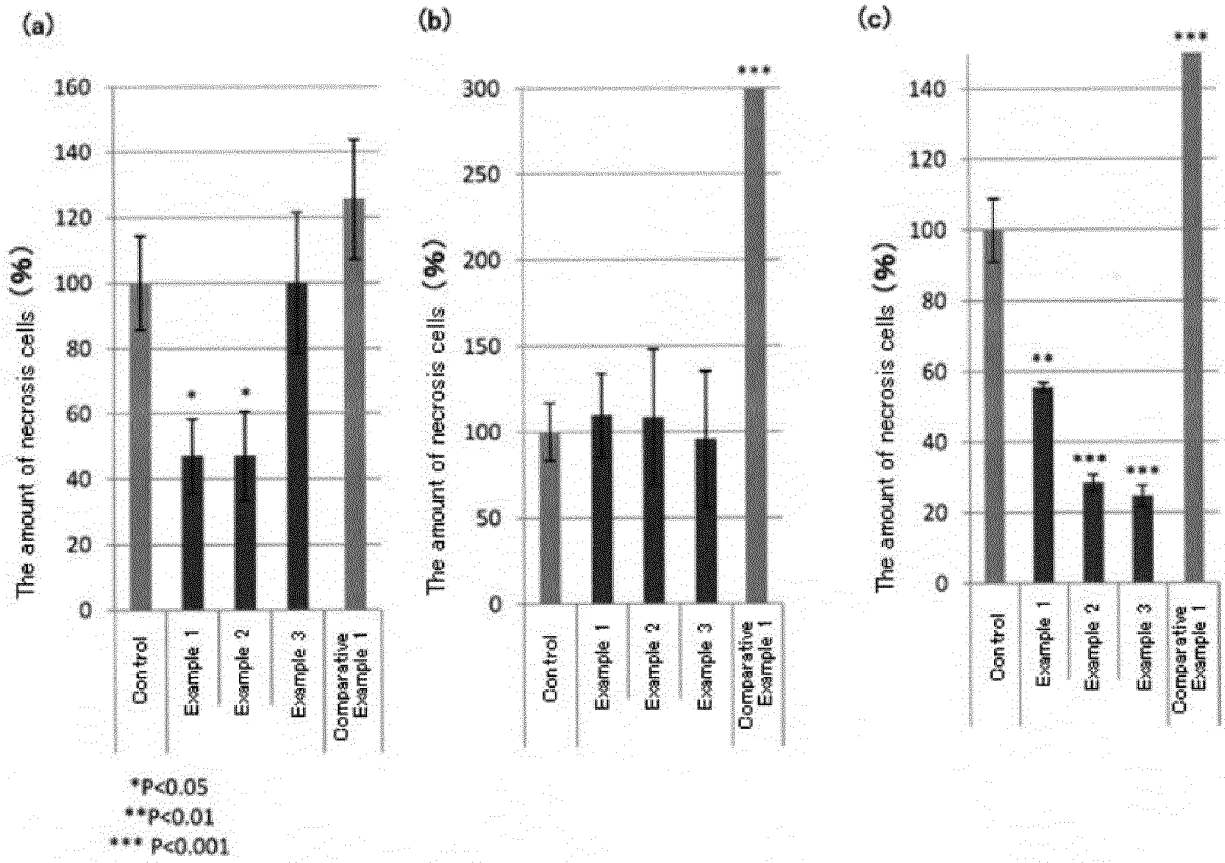 (a)
The amount of necrosis cells (%)
160
140
120
100
80
60
40
20
0
*
*
Control
Example 1
Example 2
Example 3
Comparative
Example 1
*P<0.05
**P<0.01
*** P<0.001
(b)
The amount of necrosis cells (%)
300
250
200
150
100
50
0
***
Control
Example 1
Example 2
Example 3
Comparative
Example 1
(c)
The amount of necrosis cells (%)
140
120
100
80
60
40
20
0
**
***
***
***
Control
Example 1
Example 2
Example 3
Comparative
Example 1